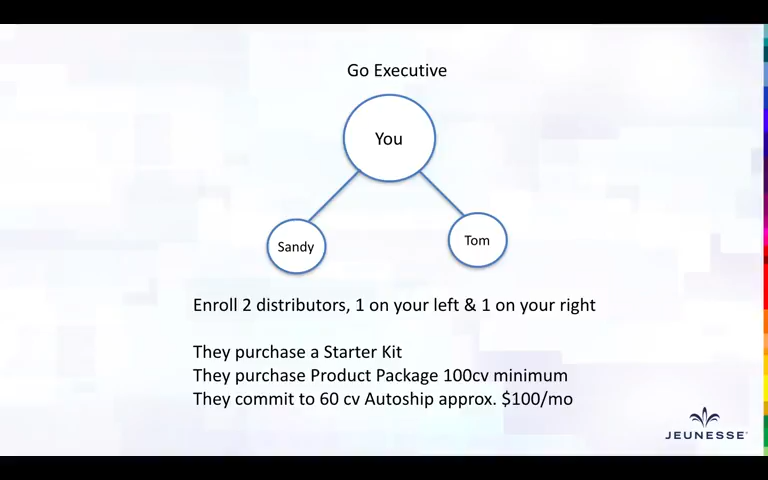 Go Executive
You
Sandy
Tom
Enroll 2 distributors, 1 on your left & 1 on your right
They purchase a Starter Kit
They purchase Product Package 100cv minimum
They commit to 60 cv Autoship approx. $100/mo
JEUNESSE